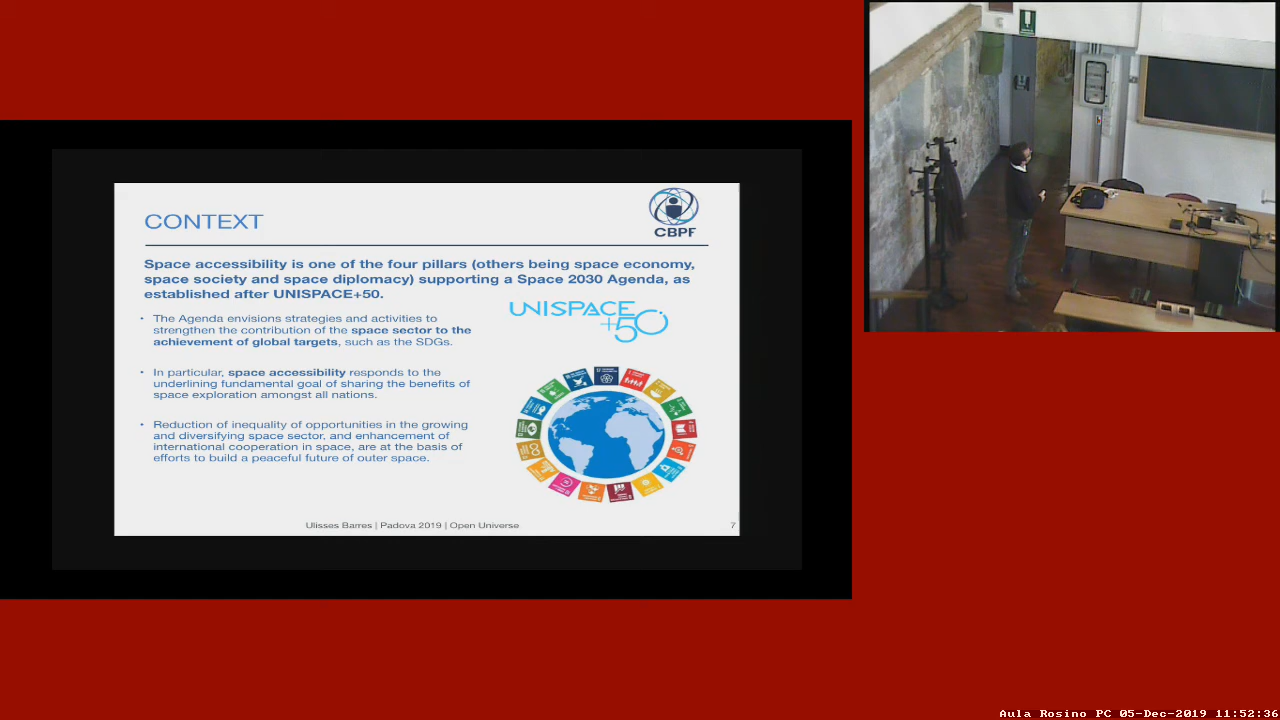 CONTEXT
CBPF
Space accessibility is one of the four pillars (others being space economy,
space society and space diplomacy) supporting a Space 2030 Agenda, as
established after UNISPACE+50.
• The Agenda envisions strategies and activities to
strengthen the contribution of the space sector to the
achievement of global targets, such as the SDGs.
• In particular, space accessibility responds to the
underlining fundamental goal of sharing the benefits of
space exploration amongst all nations.
• Reduction of inequality of opportunities in the growing
and diversifying space sector, and enhancement of
international cooperation in space, are at the basis of
efforts to build a peaceful future of outer space.
UNISPACE
+50
Ulisses Barres | Padova 2019 | Open Universe
7
Aula Rosino PC 05-Dec-2019 11:52:36